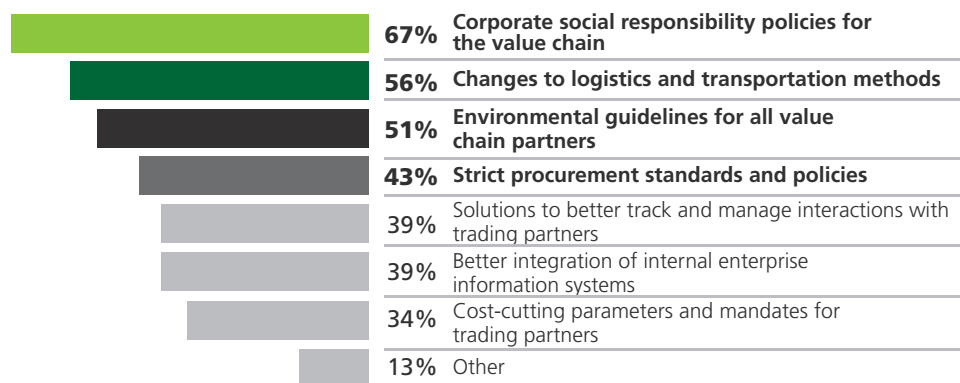 67% Corporate social responsibility policies for
the value chain
56% Changes to logistics and transportation methods
51% Environmental guidelines for all value
chain partners
43% Strict procurement standards and policies
39% Solutions to better track and manage interactions with
trading partners
39% Better integration of internal enterprise
information systems
34% Cost-cutting parameters and mandates for
trading partners
13% Other